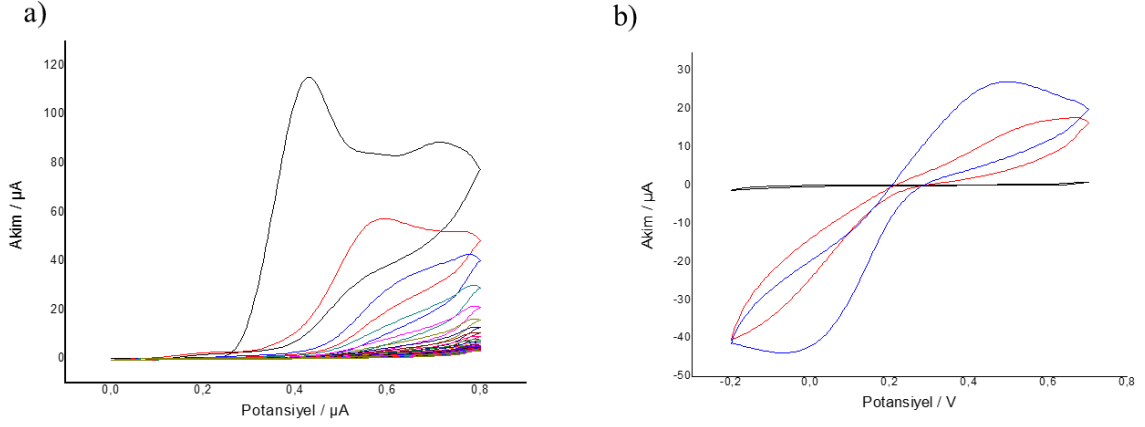 a)
Akim / µA
120
100
80
60
40
20
0
0,0 0,2 0,4 0,6 0,8
Potansiyel / µA
b)
Akim / µA
30
20
10
0
-10
-20
-30
-40
-50
-0,2 0,0 0,2 0,4 0,6 0,8
Potansiyel / V